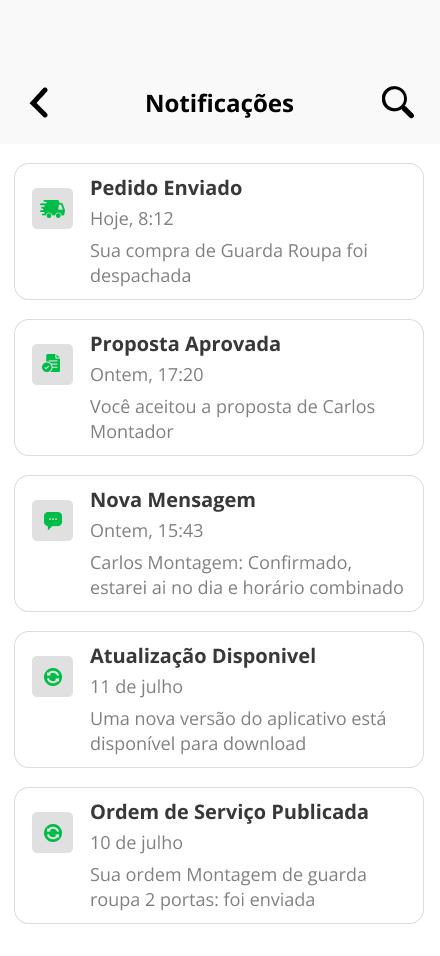 Notificações
Pedido Enviado
Hoje, 8:12
Sua compra de Guarda Roupa foi
despachada
Proposta Aprovada
Ontem, 17:20
Você aceitou a proposta de Carlos
Montador
Nova Mensagem
Ontem, 15:43
Carlos Montagem: Confirmado,
estarei ai no dia e horário combinado
Atualização Disponivel
11 de julho
Uma nova versão do aplicativo está
disponível para download
Ordem de Serviço Publicada
10 de julho
Sua ordem Montagem de guarda
roupa 2 portas: foi enviada